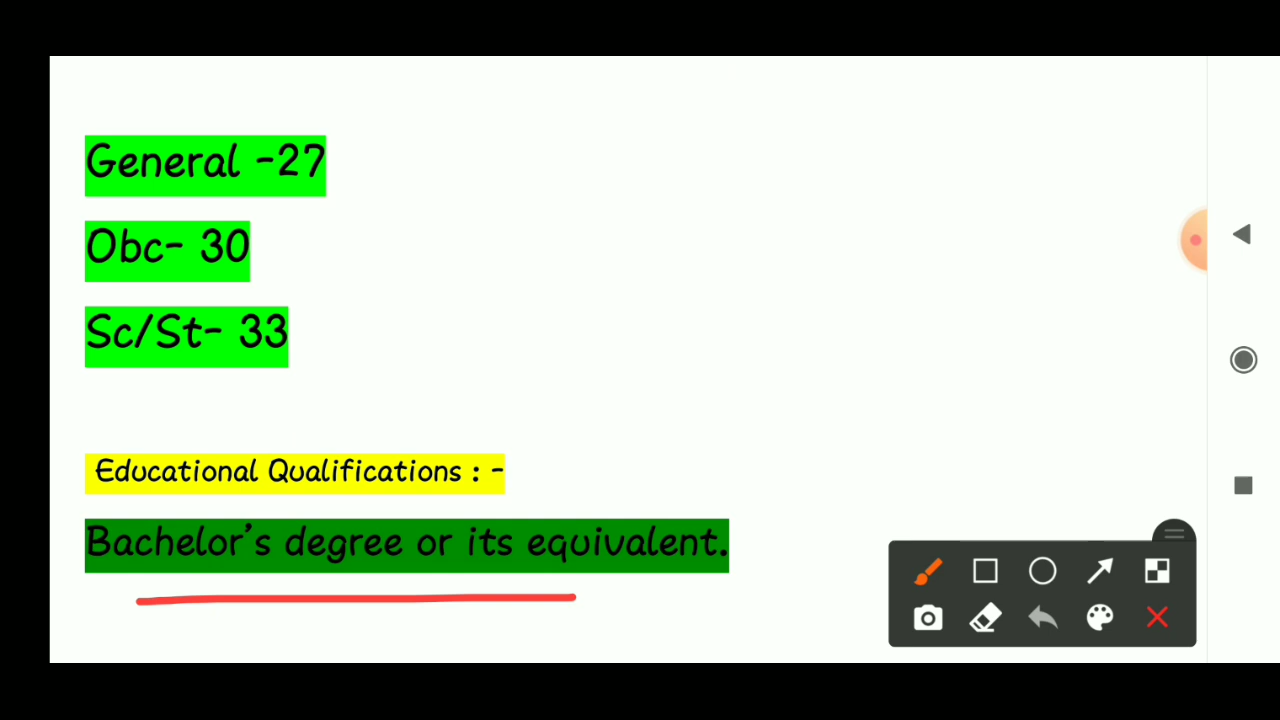 General -27
Obc- 30
Sc/St- 33
Educational Qualifications : -
Bachelor's degree or its equivalent.